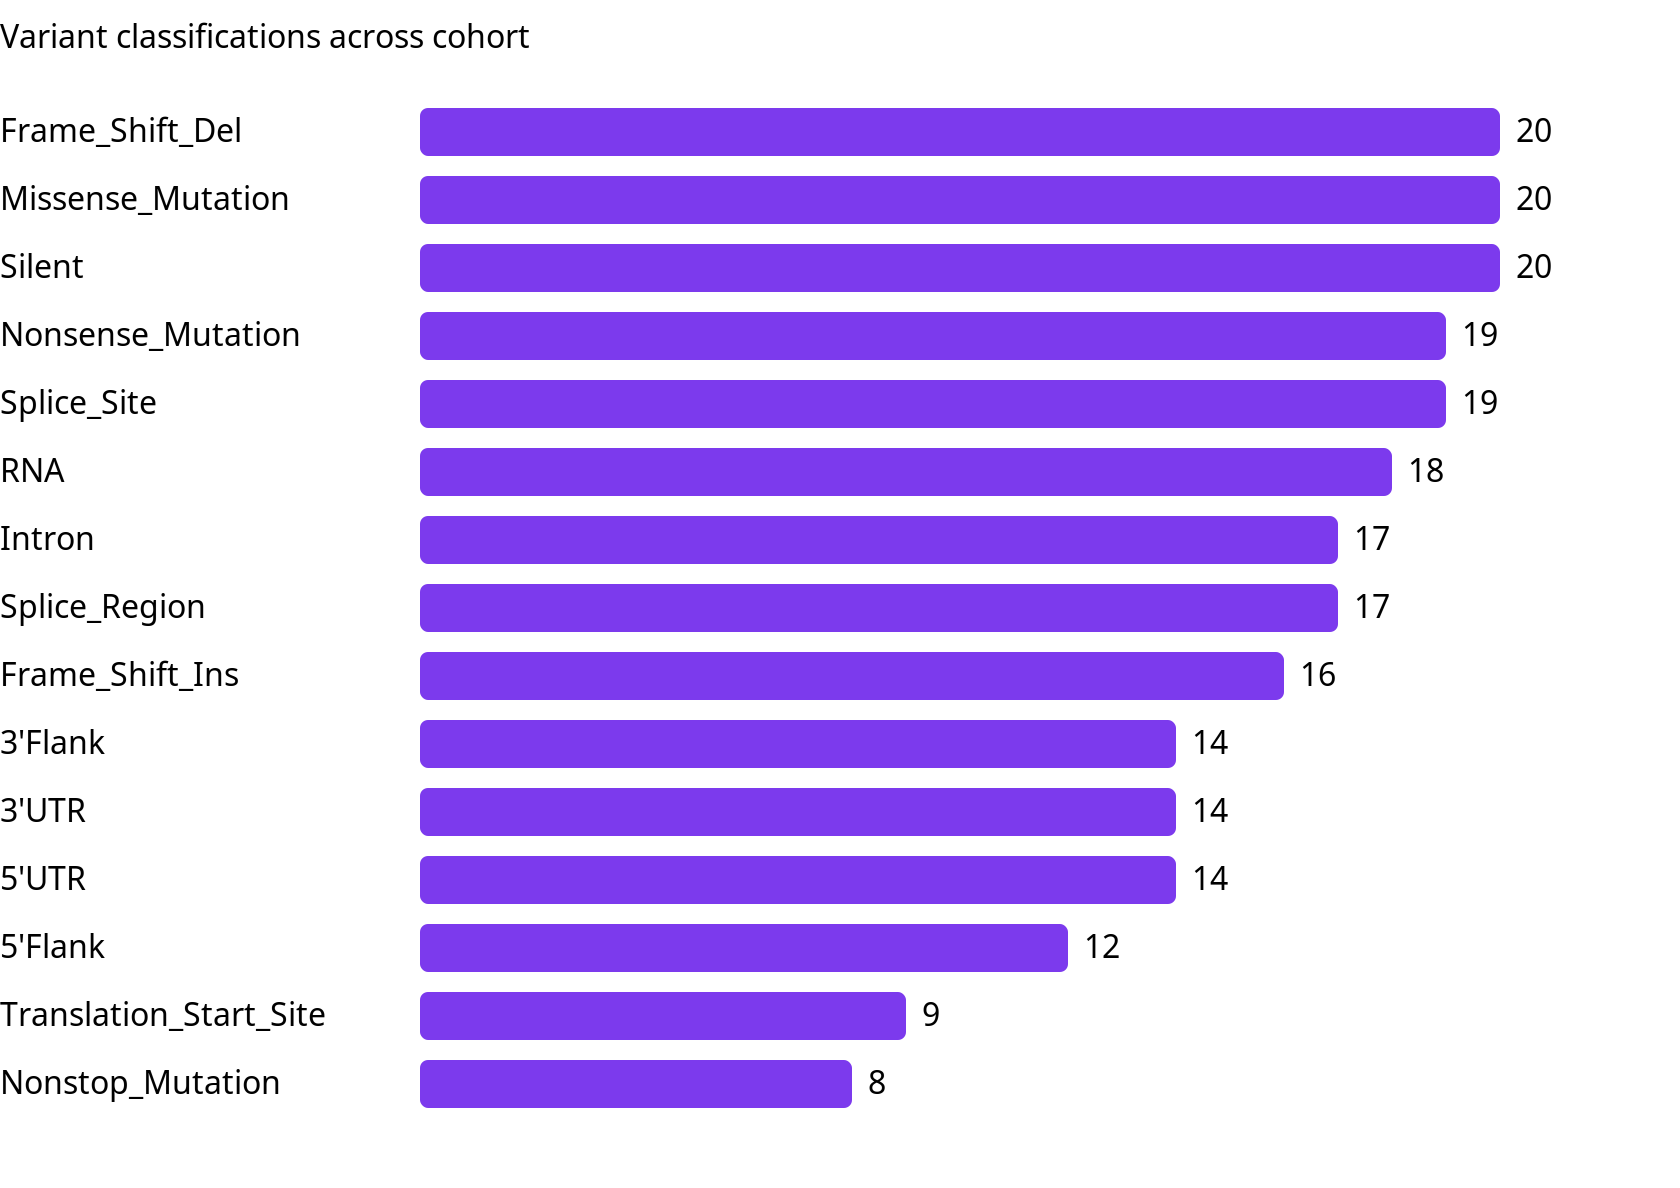 Variant classifications across cohort
Frame_Shift_Del 20
Missense_Mutation 20
Silent 20
Nonsense_Mutation 19
Splice_Site 19
RNA 18
Intron 17
Splice_Region 17
Frame_Shift_Ins 16
3'Flank 14
3'UTR 14
5'UTR 14
5'Flank 12
Translation_Start_Site 9
Nonstop_Mutation 8